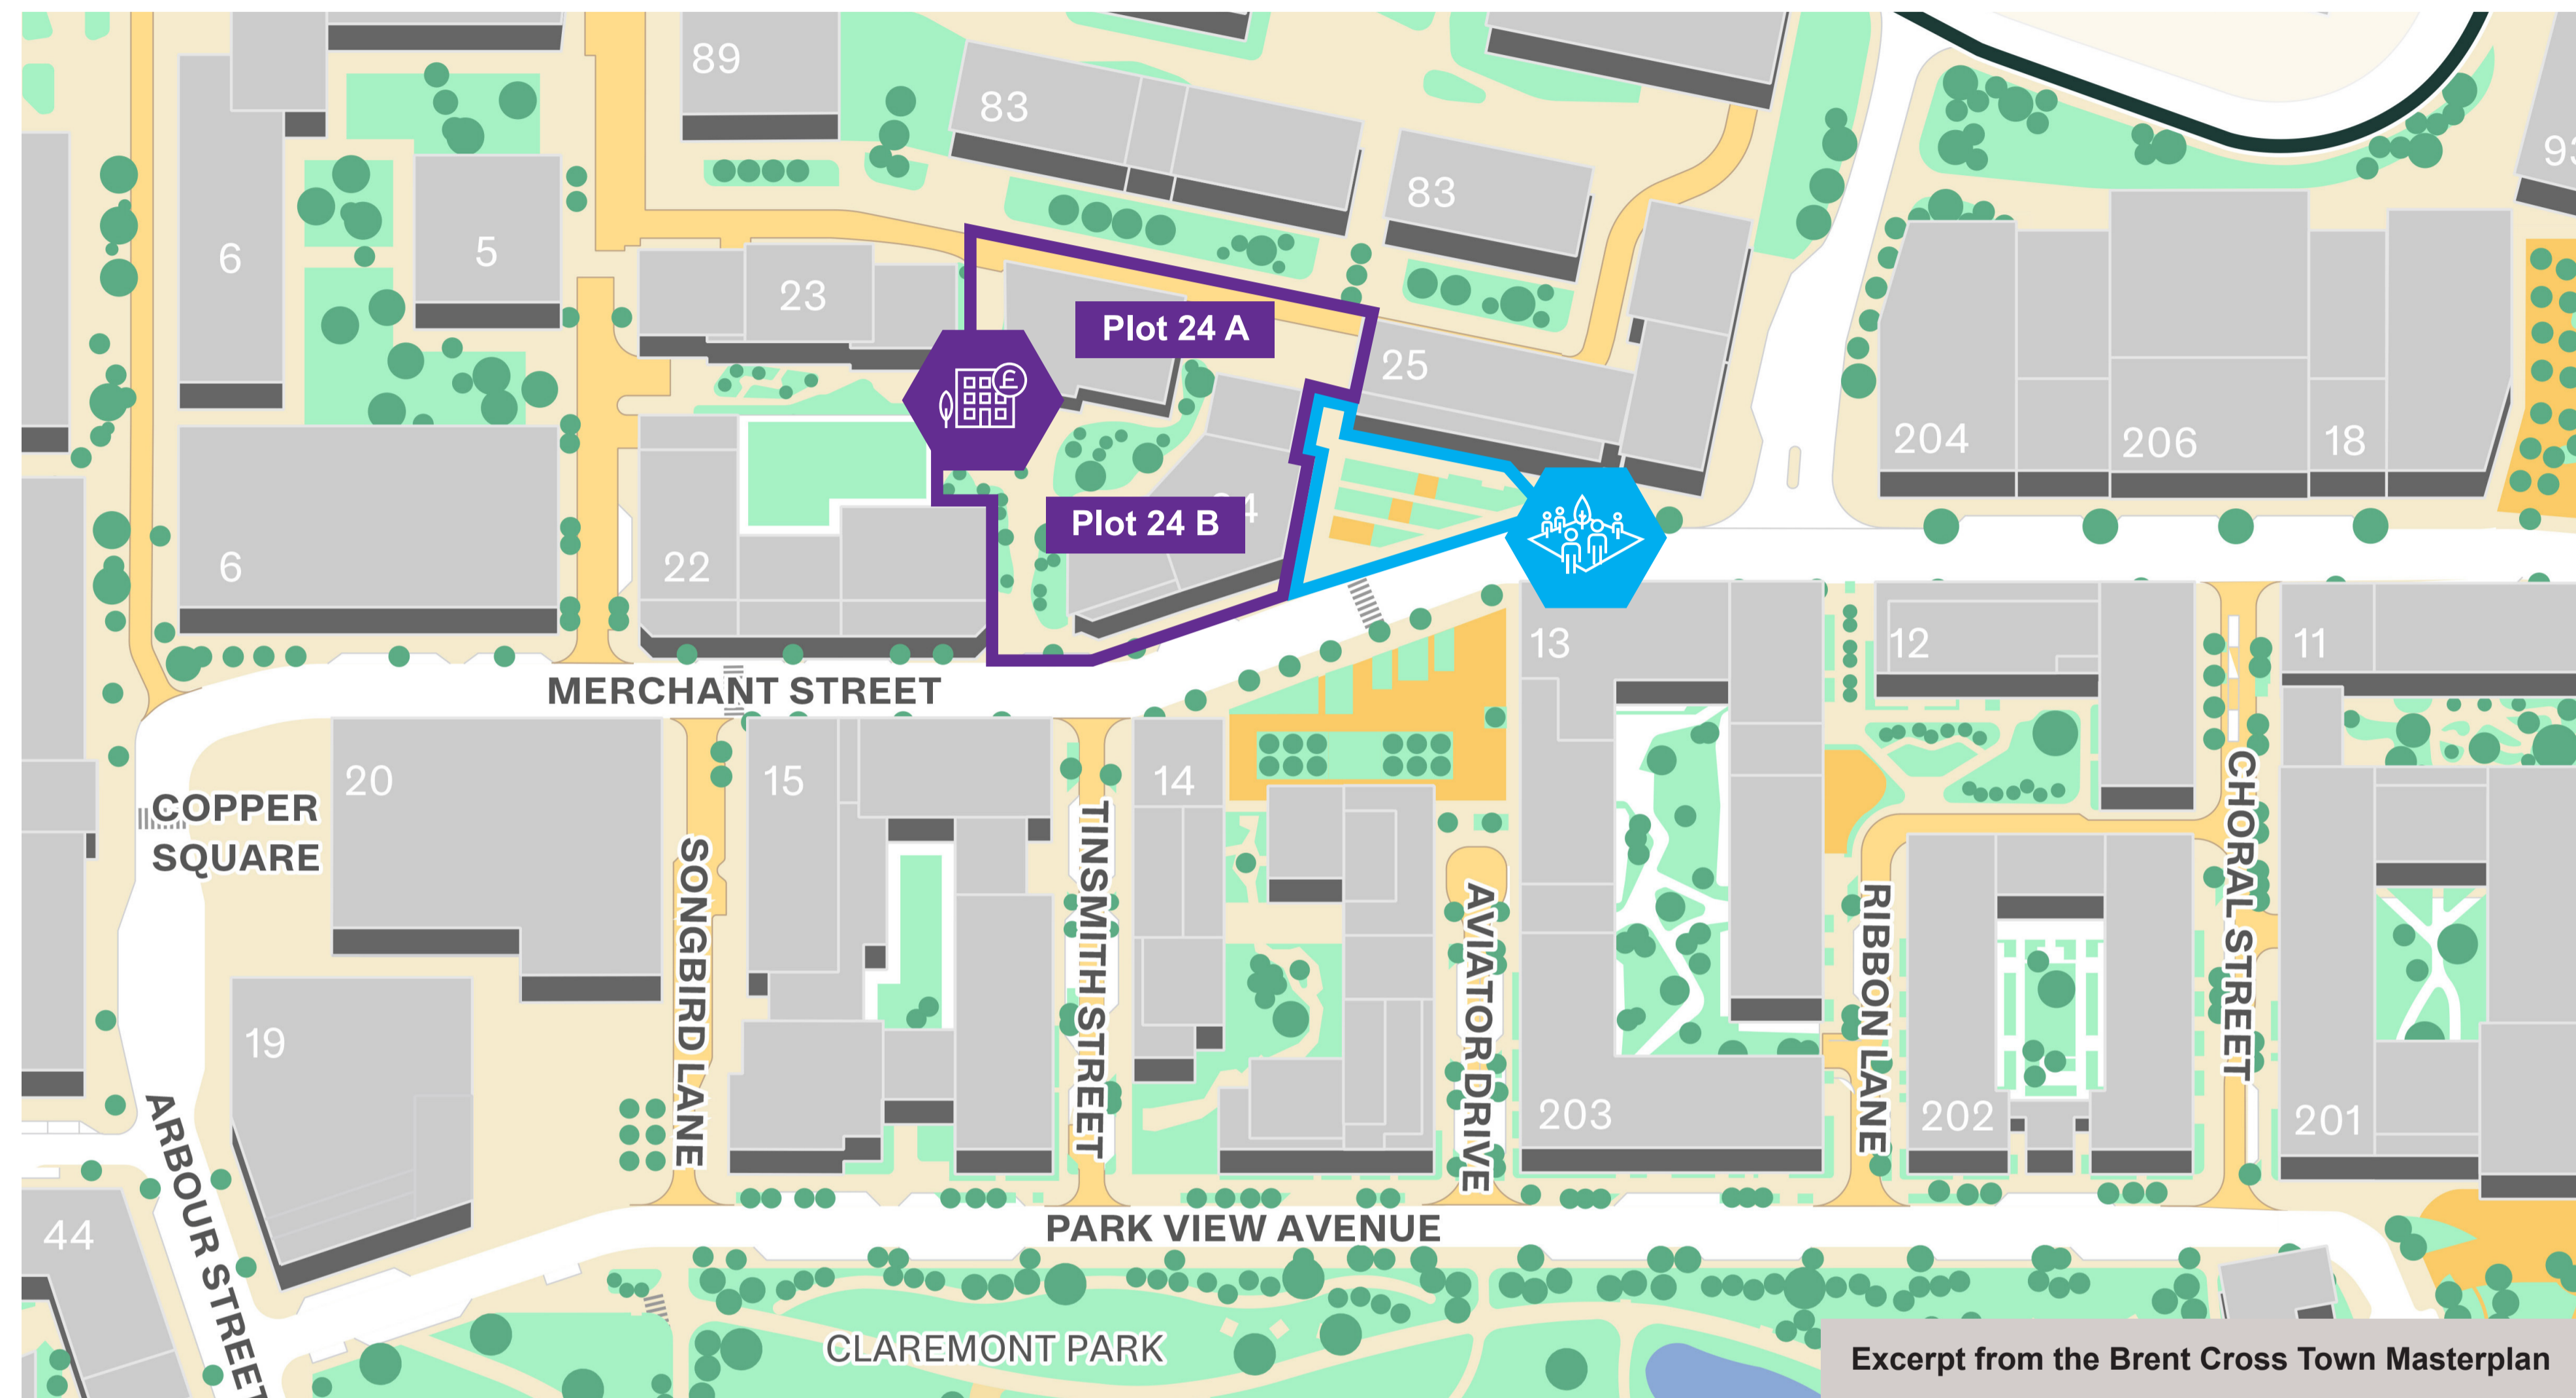 89
83
6
5
83
93
23
Plot 24 A
25
204
206
18
Plot 24 B
4
6
22
13
12
11
MERCHANT STREET
20
15
14
COPPER
SQUARE
SONGBIRD LANE
TINSMITH STREET
AVIATOR DRIVE
RIBBON LANE
CHORAL STREET
19
203
202
201
ARBOUR STREET
44
PARK VIEW AVENUE
CLAREMONT PARK
Excerpt from the Brent Cross Town Masterplan